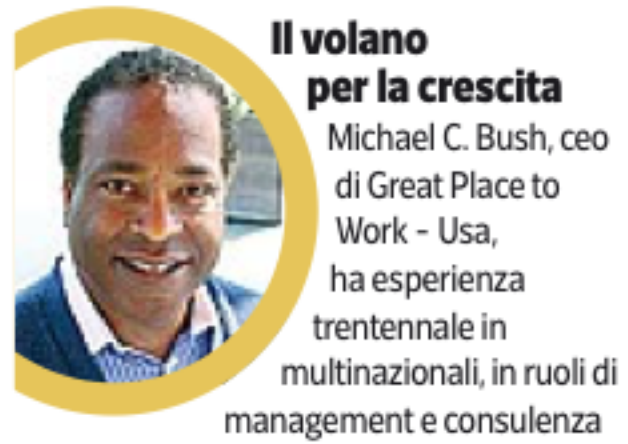 Il volano
per la crescita
Michael C. Bush, ceo
di Great Place to
Work - Usa,
ha esperienza
trentennale in
multinazionali, in ruoli di
management e consulenza